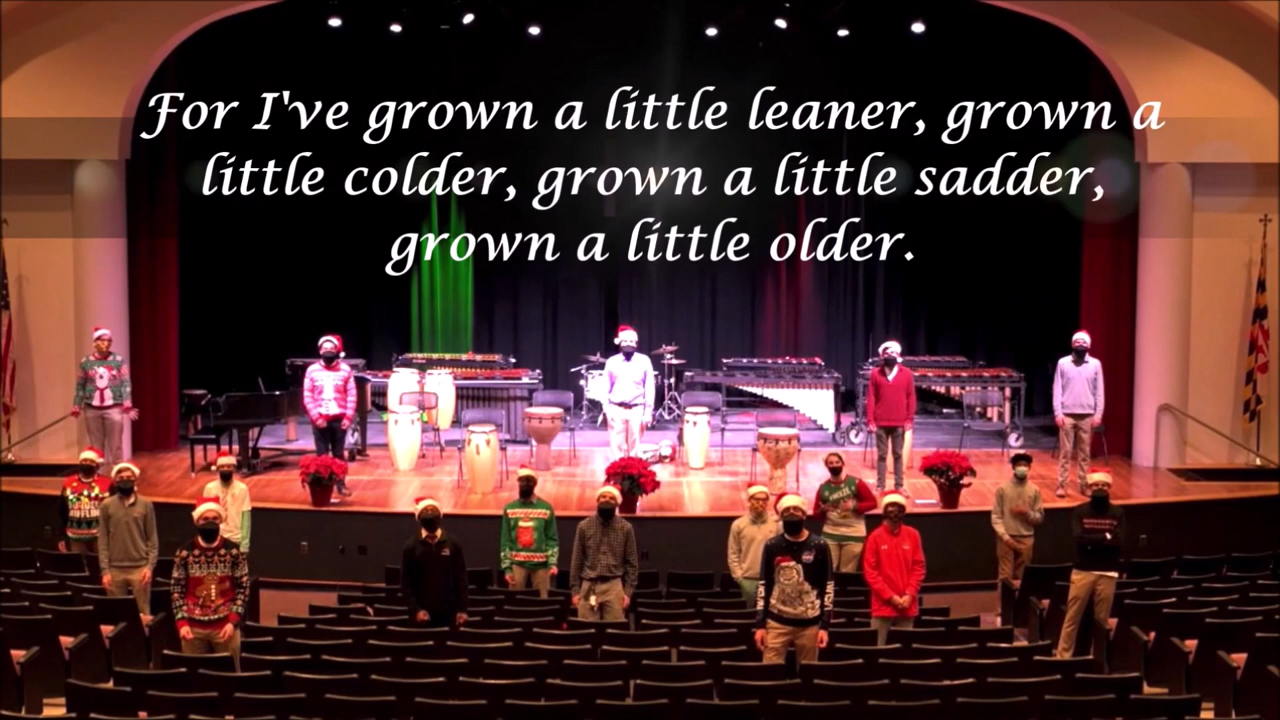 For I've grown a little leaner, grown a
little colder, grown a little sadder,
grown a little older.